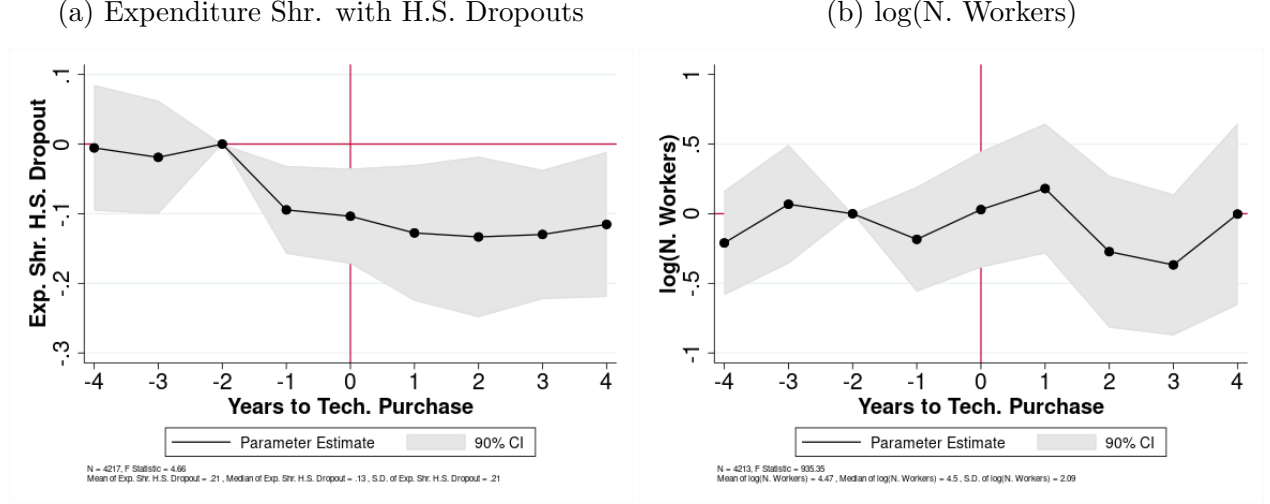 (a) Expenditure Shr. with H.S. Dropouts
Exp. Shr. H.S. Dropout
.1
0
-.1
-.2
-.3
-4 -3 -2 -1 0 1 2 3 4
Years to Tech. Purchase
Parameter Estimate 90% CI
N = 4217, F Statistic = 4.66
Mean of Exp. Shr. H.S. Dropout = .21 , Median of Exp. Shr. H.S. Dropout = .13 , S.D. of Exp. Shr. H.S. Dropout = .21
(b) log(N. Workers)
log(N. Workers)
1
.5
0
-.5
-1
-4 -3 -2 -1 0 1 2 3 4
Years to Tech. Purchase
Parameter Estimate 90% CI
N = 4213, F Statistic = 935.35
Mean of log(N. Workers) = 4.47 , Median of log(N. Workers) = 4.5 , S.D. of log(N. Workers) = 2.09